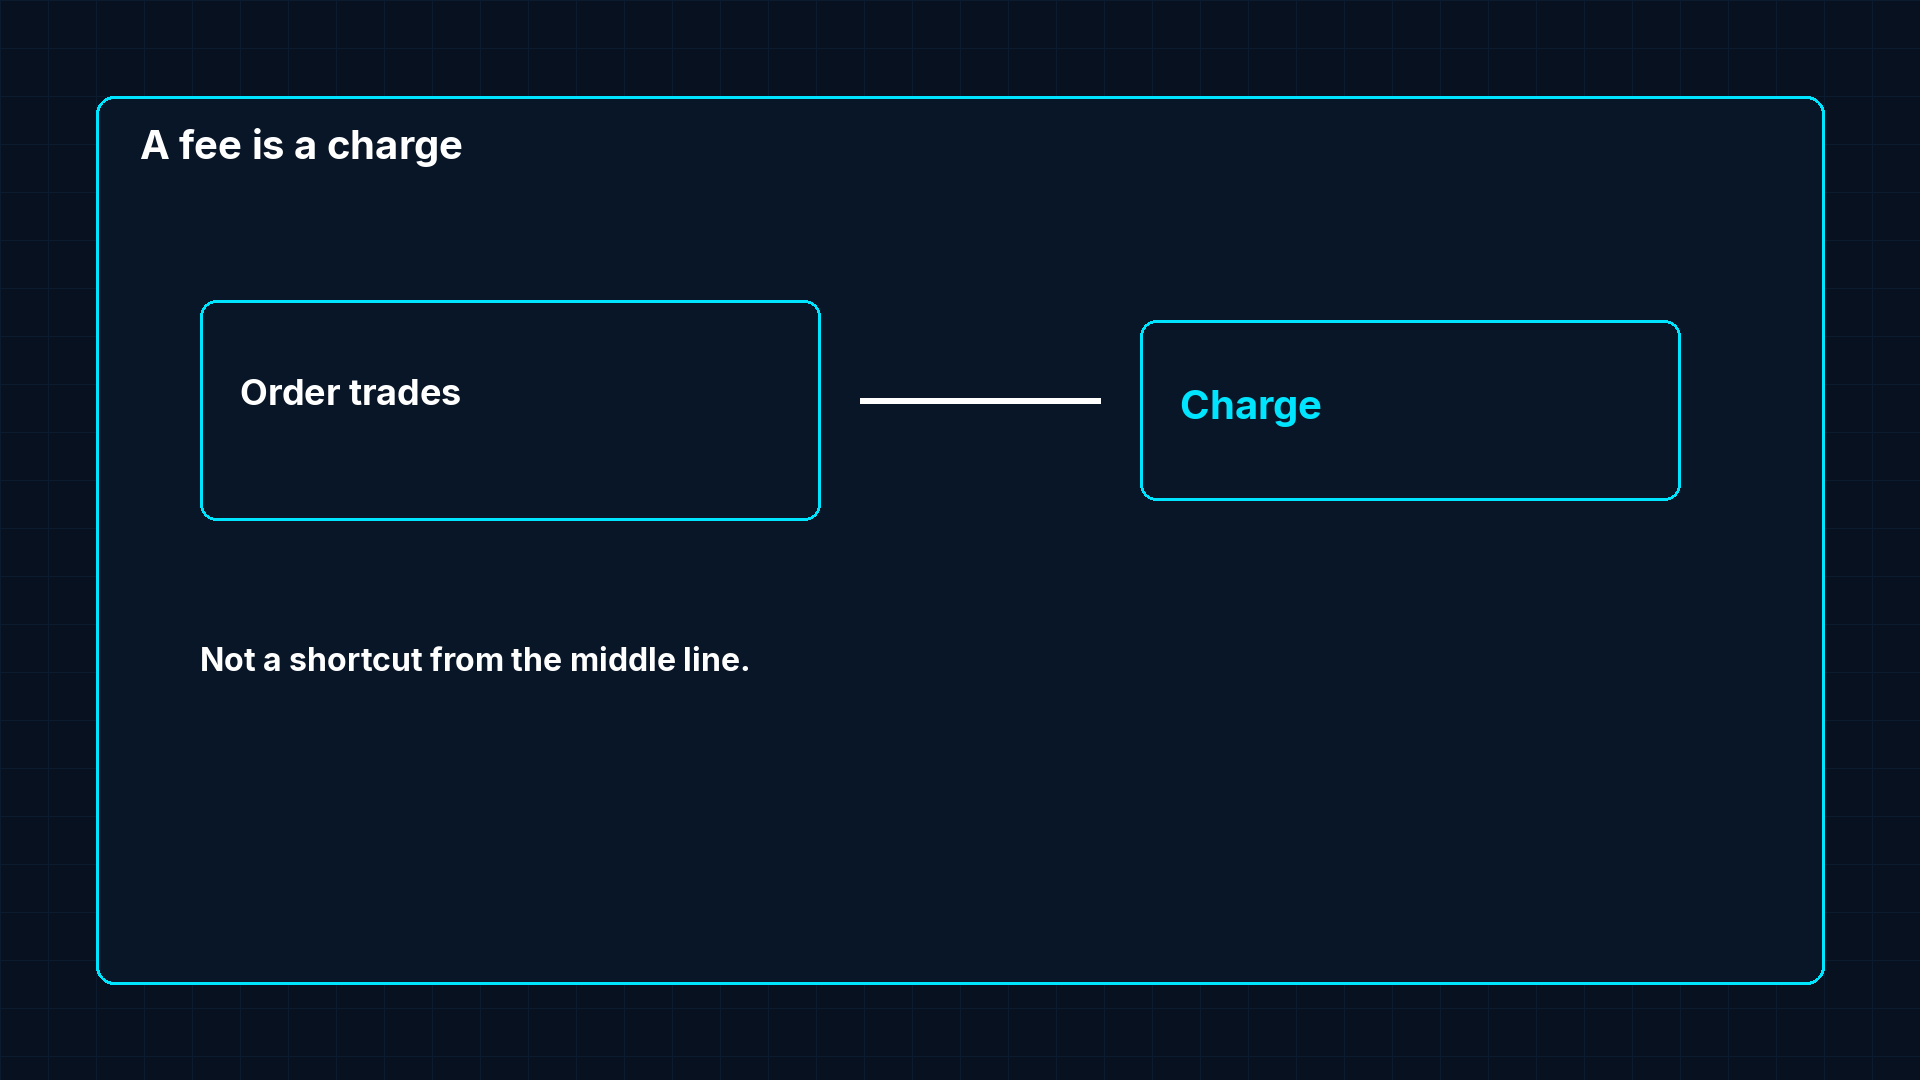 A fee is a charge
Order trades
Charge
Not a shortcut from the middle line.